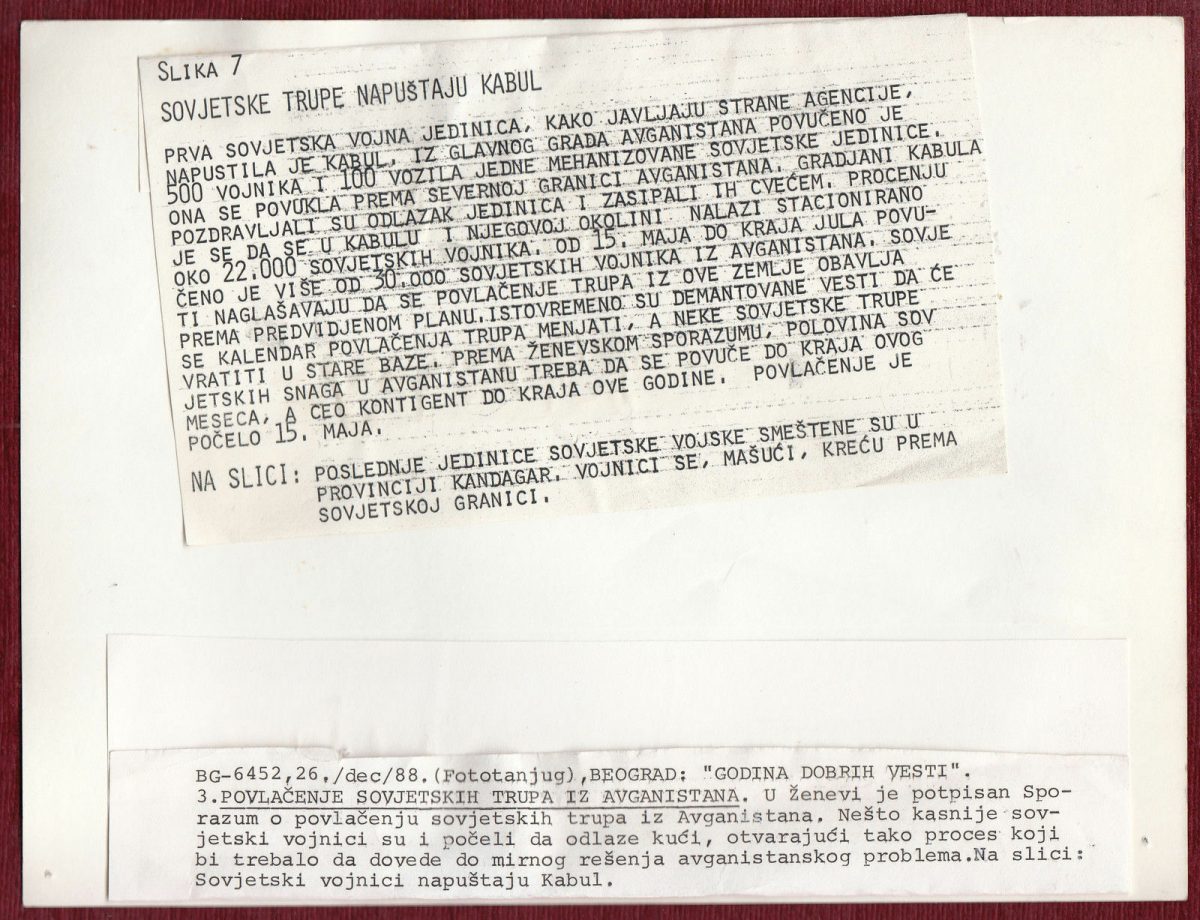 SLIKA 7
SOVJETSKE TRUPE NAPUŠTAJU KABUL
PRVA SOVJETSKA VOJNA JEDINICA, KAKO JAVLJAJU STRANE AGENCIJE,
NAPUSTILA JE KABUL. IZ GLAVNOG GRADA AVGANISTANA POVUČENO JE
500 VOJNIKA I 100 VOZILA JEDNE MEHANIZOVANE SOVJETSKE JEDINICE.
ONA SE POVUKLA PREMA SEVERNOJ GRANICI AVGANISTANA. GRADJANI KABULA
POZDRAVLJALI SU ODLAZAK JEDINICA I ZASIPALI IH CVEĆEM. PROCENJU
JE SE DA SE U KABULU I NJEGOVOJ OKOLINI NALAZI STACIONIRANO
OKO 22.000 SOVJETSKIH VOJNIKA. OD 15. MAJA DO KRAJA JULA POVU-
ČENO JE VIŠE OD 30.000 SOVJETSKIH VOJNIKA IZ AVGANISTANA. SOVJE
TI NAGLAŠAVAJU DA SE POVLAČENJE TRUPA IZ OVE ZEMLJE OBAVLJA
PREMA PREDVIDJENOM PLANU.ISTOVREMENO SU DEMANTOVANE VESTI DA ĆE
SE KALENDAR POVLAČENJA TRUPA MENJATI, A NEKE SOVJETSKE TRUPE
VRATITI U STARE BAZE. PREMA ŽENEVSKOM SPORAZUMU, POLOVINA SOV
JETSKIH SNAGA U AVGANISTANU TREBA DA SE POVUČE DO KRAJA OVOG
MESECA, A CEO KONTIGENT DO KRAJA OVE GODINE. POVLAČENJE JE
POČELO 15. MAJA.
NA SLICI: POSLEDNJE JEDINICE SOVJETSKE VOJSKE SMEŠTENE SU U
PROVINCIJI KANDAGAR. VOJNICI SE, MAŠUĆI, KREĆU PREMA
SOVJETSKOJ GRANICI.
BG-6452,26./dec/88.(Fototanjug),BEOGRAD: "GODINA DOBRIH VESTI".
3.POVLAČENJE SOVJETSKIH TRUPA IZ AVGANISTANA. U Ženevi je potpisan Spo-
razum o povlačenju sovjetskih trupa iz Avganistana. Nešto kasnije sov-
jetski vojnici su i počeli da odlaze kući, otvarajući tako proces koji
bi trebalo da dovede do mirnog rešenja avganistanskog problema.Na slici:
Sovjetski vojnici napuštaju Kabul.